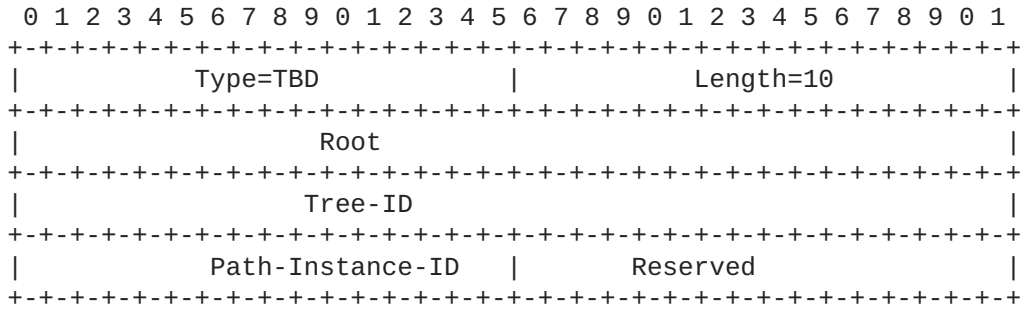 0 1 2 3 4 5 6 7 8 9 0 1 2 3 4 5 6 7 8 9 0 1 2 3 4 5 6 7 8 9 0 1
+-+-+-+-+-+-+-+-+-+-+-+-+-+-+-+-+-+-+-+-+-+-+-+-+-+-+-+-+-+-+-+-+
|           Type=TBD            |           Length=10           |
+-+-+-+-+-+-+-+-+-+-+-+-+-+-+-+-+-+-+-+-+-+-+-+-+-+-+-+-+-+-+-+-+
|                   Root                                        |
+-+-+-+-+-+-+-+-+-+-+-+-+-+-+-+-+-+-+-+-+-+-+-+-+-+-+-+-+-+-+-+-+
|                  Tree-ID                                      |
+-+-+-+-+-+-+-+-+-+-+-+-+-+-+-+-+-+-+-+-+-+-+-+-+-+-+-+-+-+-+-+-+
|            Path-Instance-ID   |       Reserved                |
+-+-+-+-+-+-+-+-+-+-+-+-+-+-+-+-+-+-+-+-+-+-+-+-+-+-+-+-+-+-+-+-+